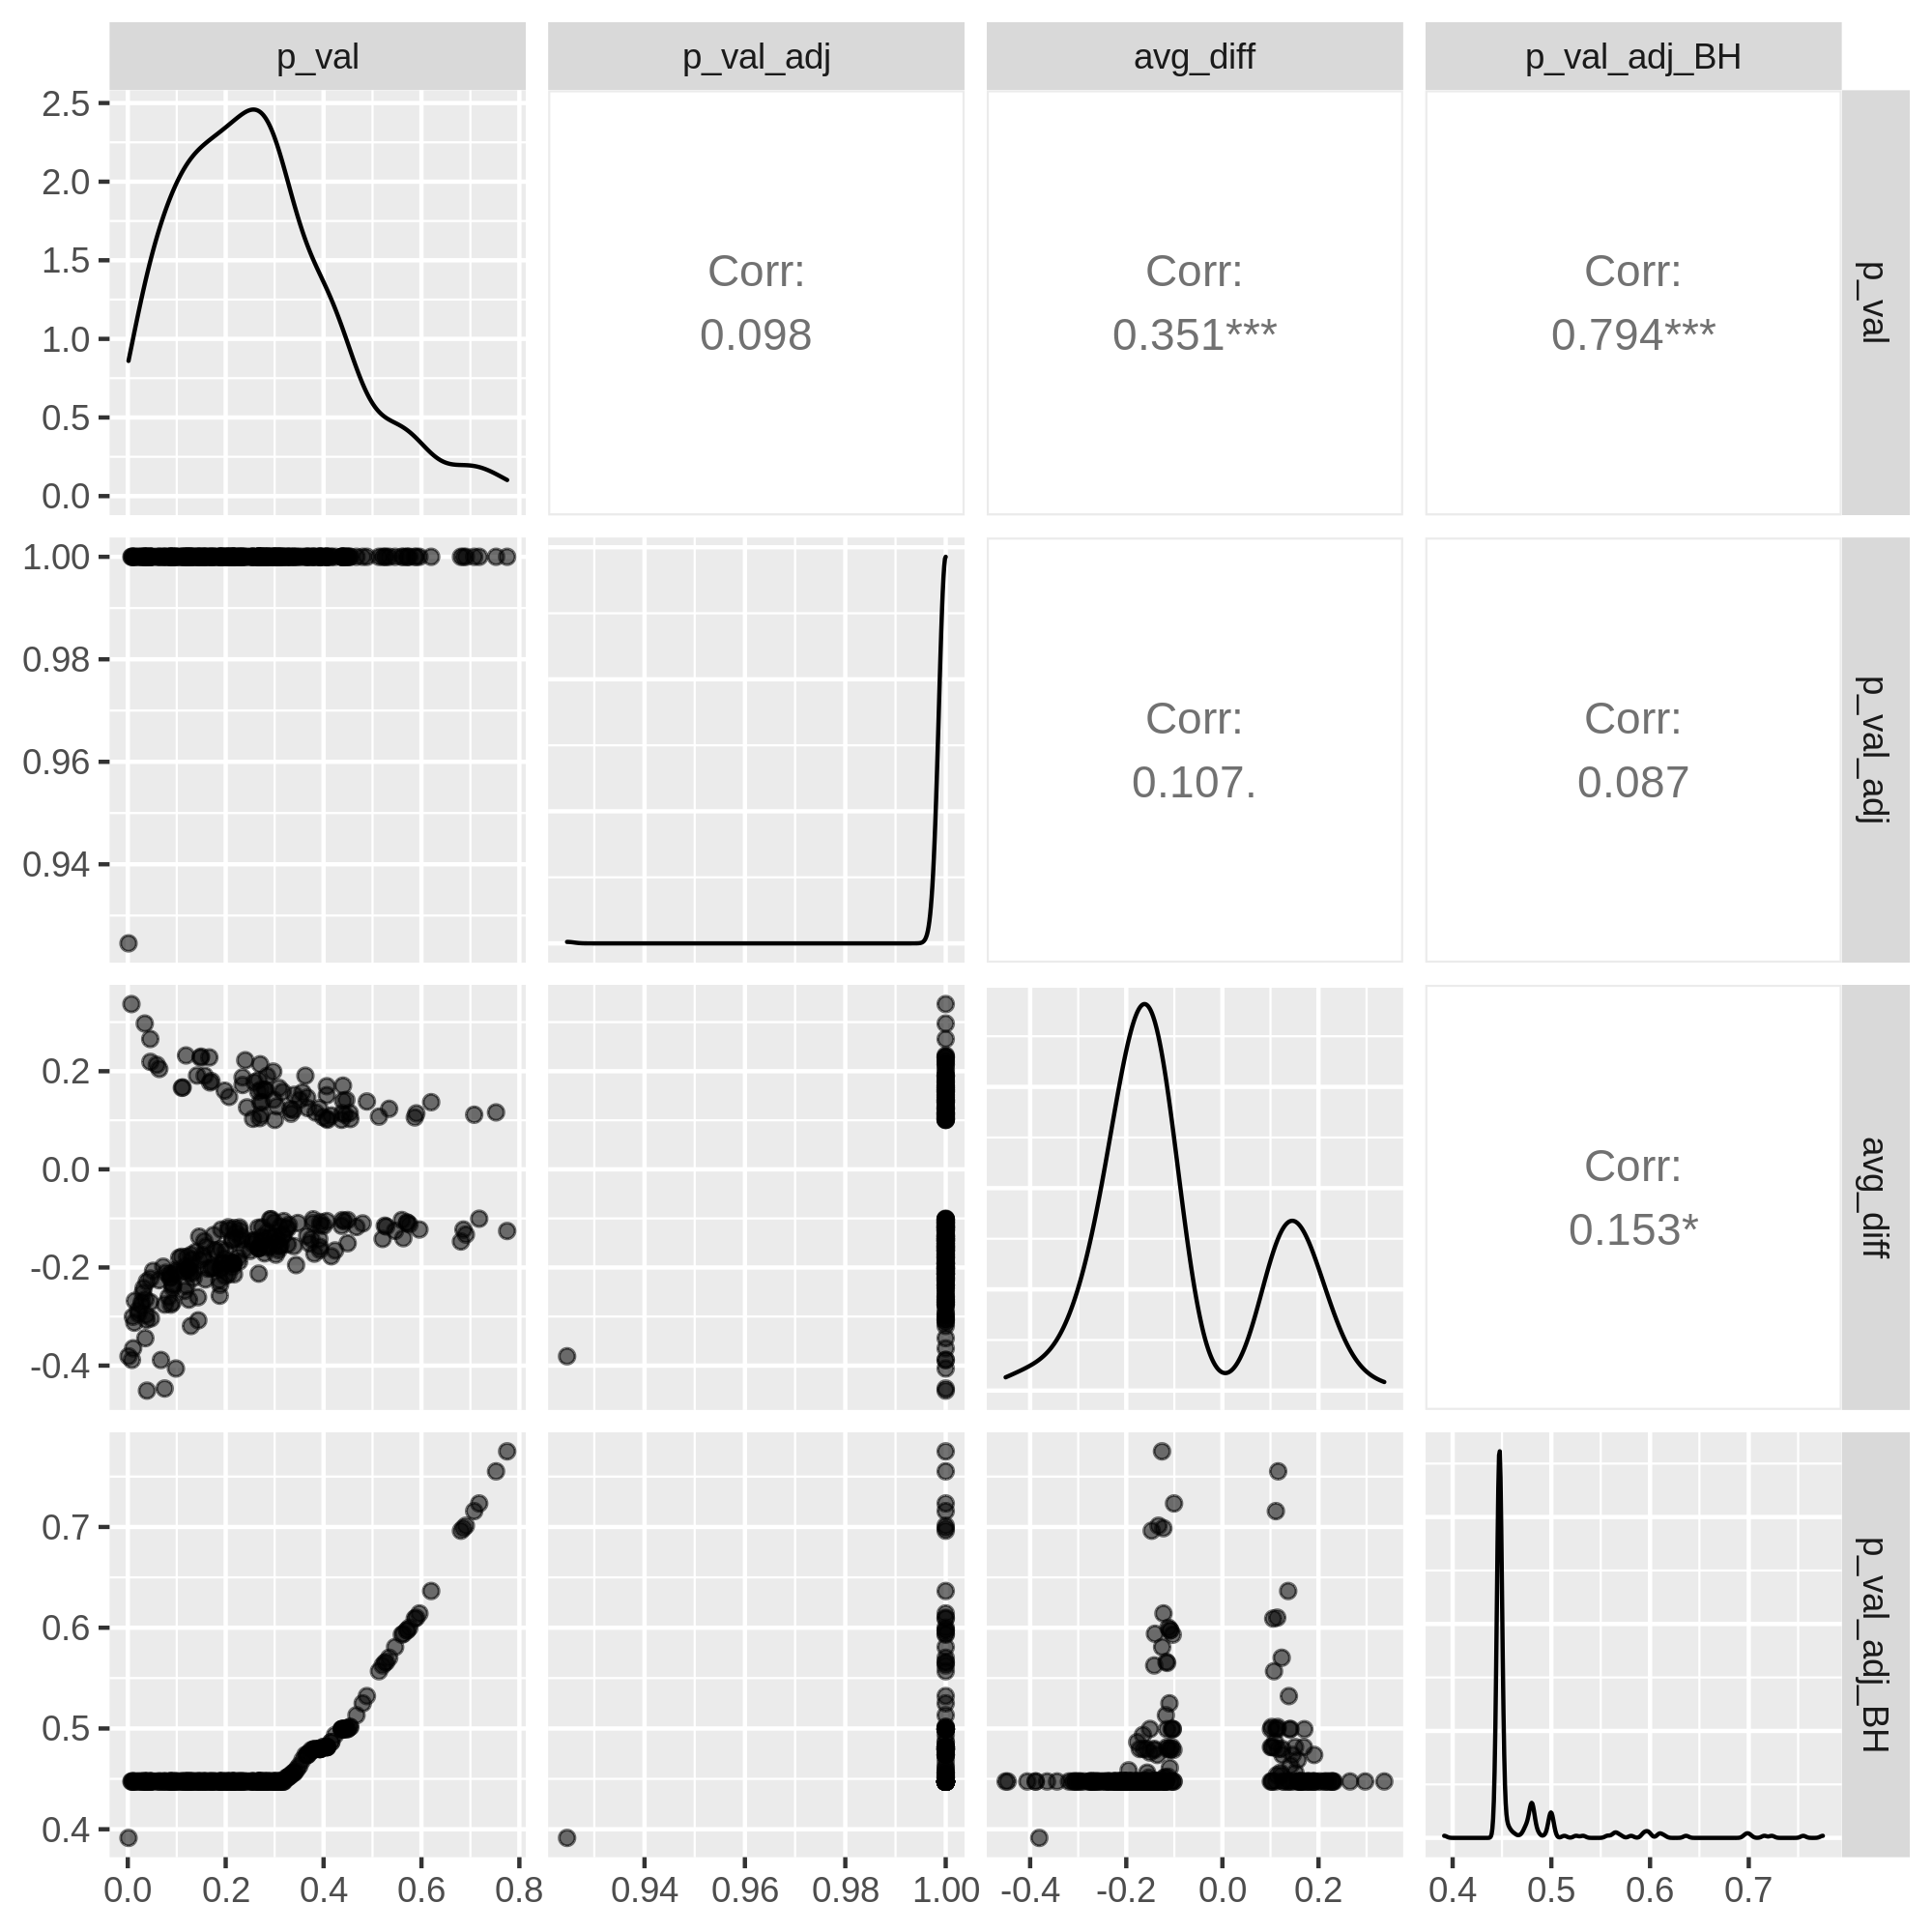 p_val p_val_adj avg_diff p_val_adj_BH
2.5
2.0
1.5
1.0
0.5
0.0
Corr:
0.098
Corr:
0.351***
Corr:
0.794***
p_val
1.00
0.98
0.96
0.94
Corr:
0.107.
Corr:
0.087
p_val_adj
0.2
0.0
-0.2
-0.4
Corr:
0.153*
avg_diff
0.7
0.6
0.5
0.4
p_val_adj_BH
0.0 0.2 0.4 0.6 0.8
0.94 0.96 0.98 1.00
-0.4 -0.2 0.0 0.2
0.4 0.5 0.6 0.7